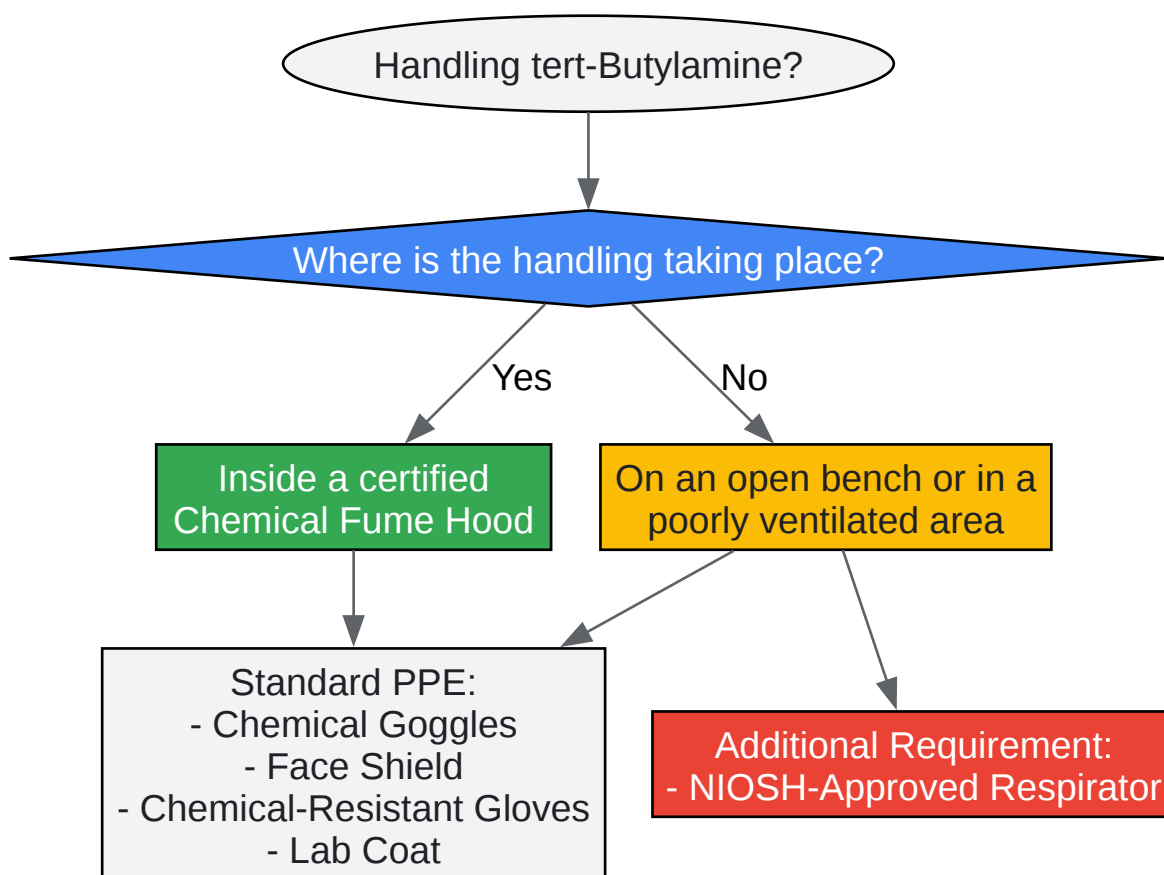 Handling tert-Butylamine?
Where is the handling taking place?
Yes
No
Inside a certified
Chemical Fume Hood
On an open bench or in a
poorly ventilated area
Standard PPE:
- Chemical Goggles
- Face Shield
- Chemical-Resistant Gloves
- Lab Coat
Additional Requirement:
- NIOSH-Approved Respirator